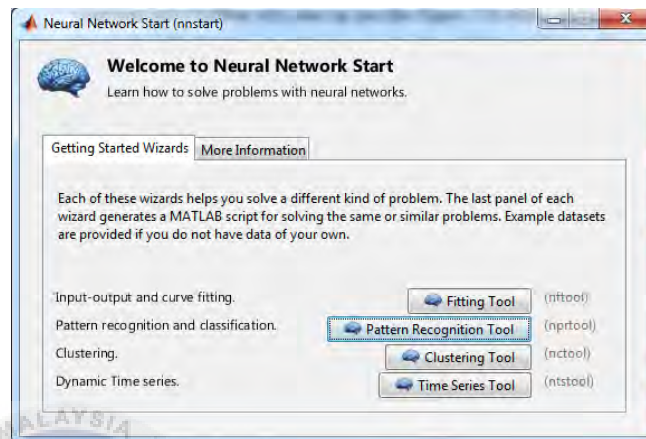 Neural Network Start (nnstart)
Welcome to Neural Network Start
Learn how to solve problems with neural networks.
Getting Started Wizards More Information
Each of these wizards helps you solve a different kind of problem. The last panel of each
wizard generates a MATLAB script for solving the same or similar problems. Example datasets
are provided if you do not have data of your own.
Input-output and curve fitting. Fitting Tool (nftool)
Pattern recognition and classification. Pattern Recognition Tool (nprtool)
Clustering. Clustering Tool (nctool)
Dynamic Time series. Time Series Tool (ntstool)
MALAYSIA